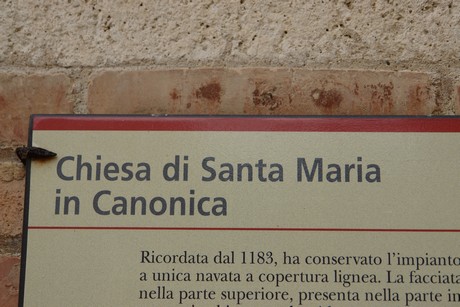 Chiesa di Santa Maria
in Canonica
Ricordata dal 1183, ha conservato l'impianto
a unica navata a copertura lignea. La facciata
nella parte superiore, presenta nella parte in